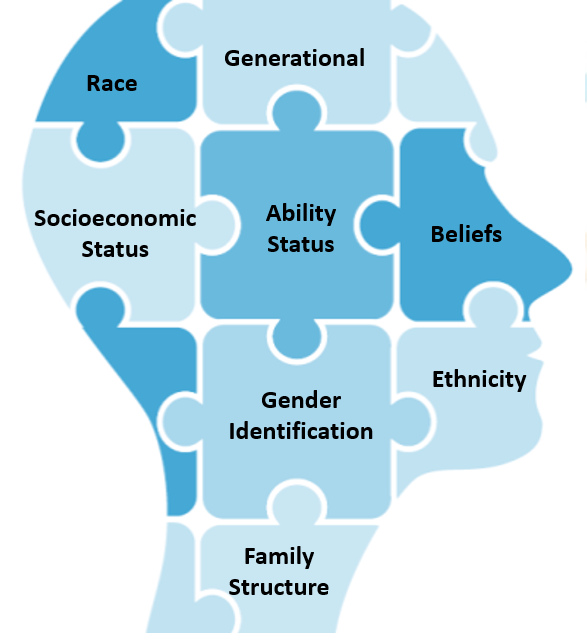 Generational
Race
Socioeconomic
Status
Ability
Status
Beliefs
Gender
Identification
Ethnicity
Family
Structure